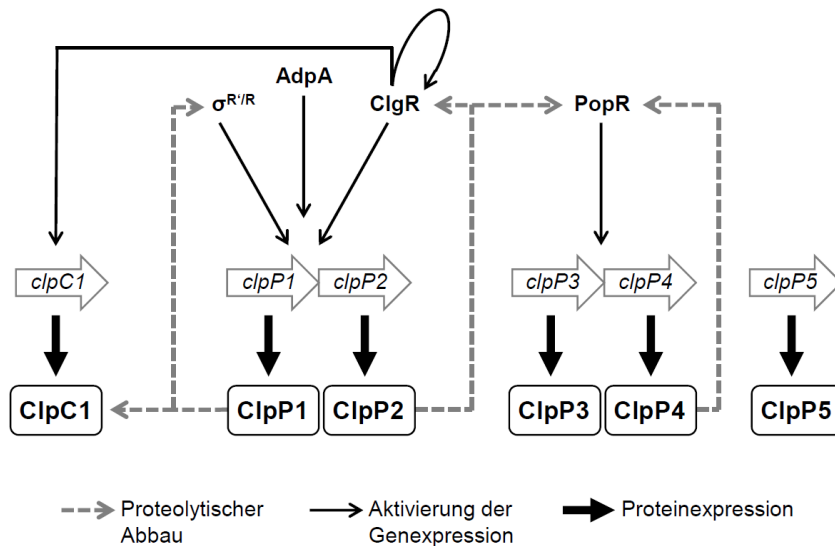 AdpA
σR‘/R
ClgR
PopR
clpC1
clpP1
clpP2
clpP3
clpP4
clpP5
ClpC1
ClpP1
ClpP2
ClpP3
ClpP4
ClpP5
Proteolytischer
Abbau
Aktivierung der
Genexpression
Proteinexpression